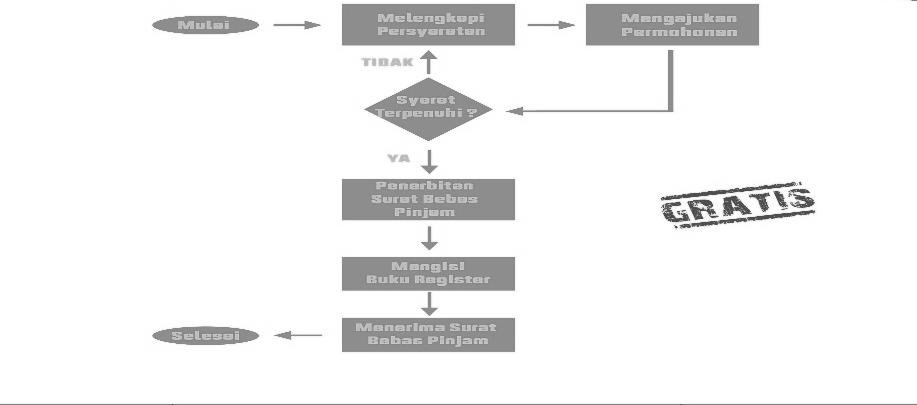 Mulai
Melengkapi
Persyaratan
Mengajukan
Permohonan
TIDAK
Syarat
Terpenuhi ?
YA
Penerbitan
Surat Bebas
Pinjam
GRATIS
Mengisi
Buku Register
Menerima Surat
Bebas Pinjam
Selesai